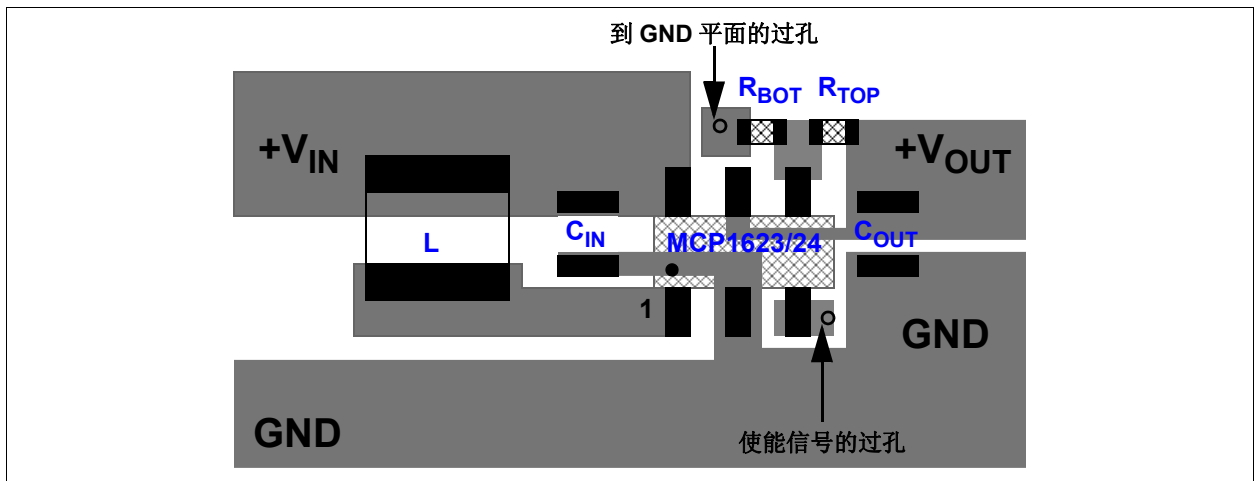 到 GND 平面的过孔
RBOT RTOP
+VIN
+VOUT
L
CIN
MCP1623/24
COUT
1
GND
GND
使能信号的过孔